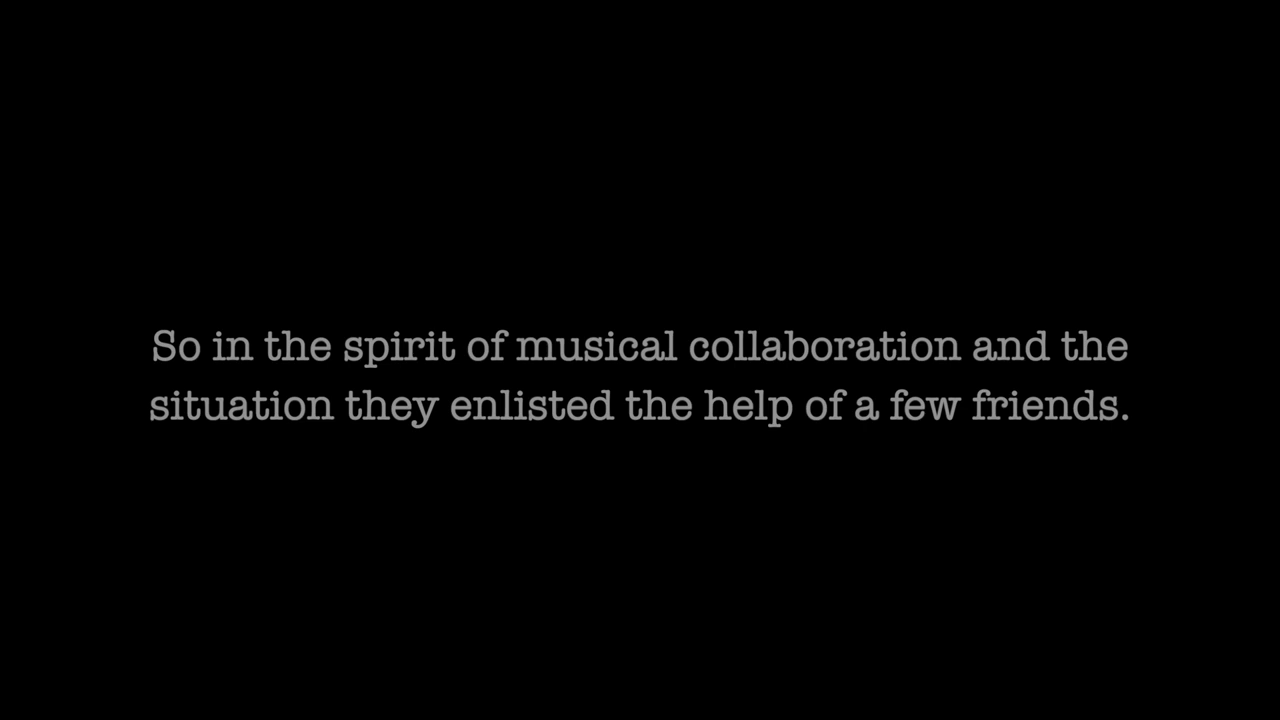 So in the spirit of musical collaboration and the
situation they enlisted the help of a few friends.